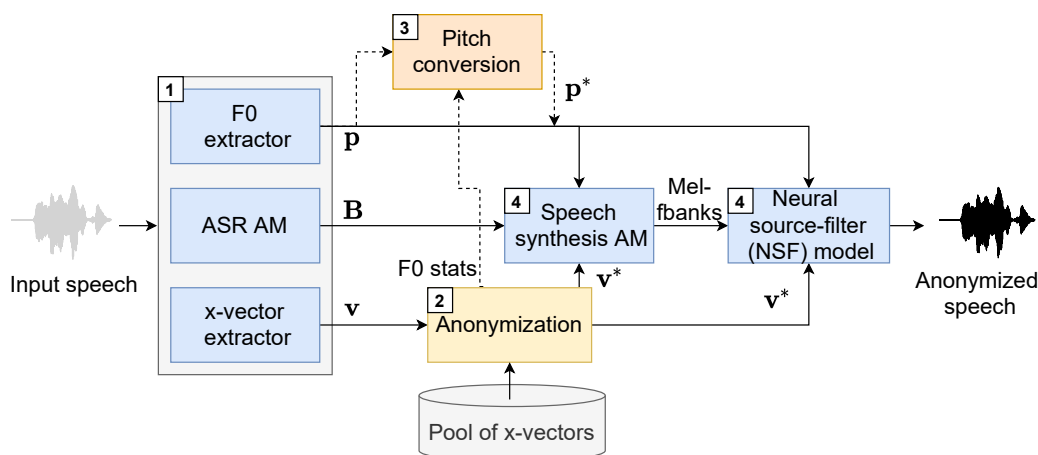 3
Pitch
conversion
p*
1
F0
extractor
p
Input speech
ASR AM
B
4
Speech
synthesis AM
Mel-
fbanks
4
Neural
source-filter
(NSF) model
Anonymized
speech
x-vector
extractor
v
F0 stats
2
Anonymization
v*
v*
Pool of x-vectors